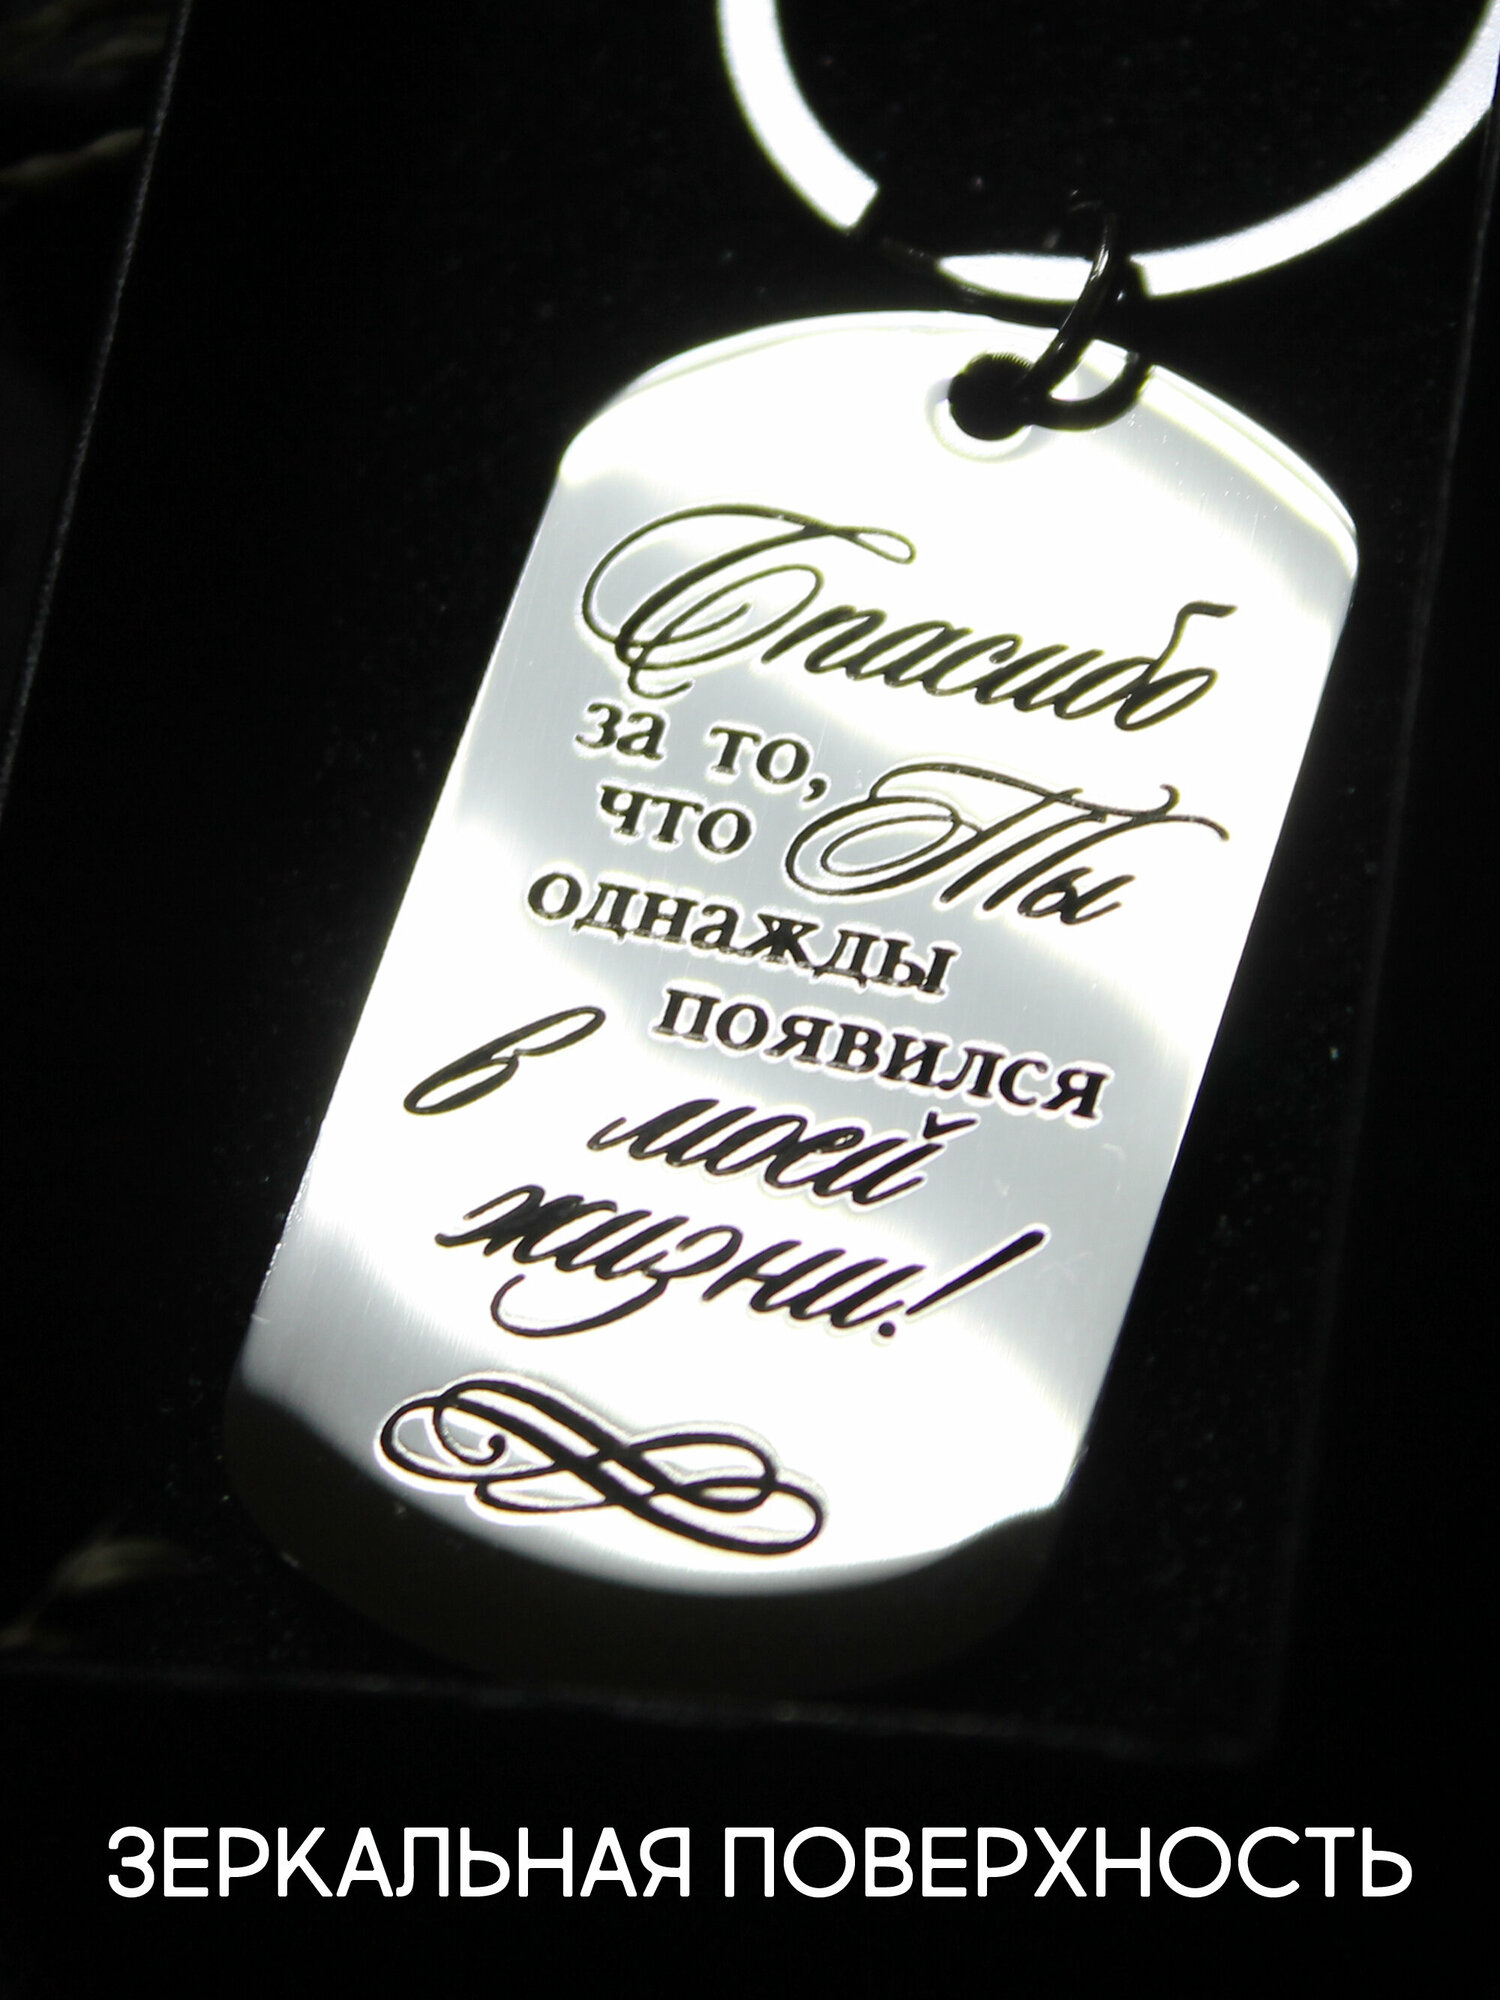 Спасибо
за то,
что Ты
однажды
появился
в моей
жизни!
ЗЕРКАЛЬНАЯ ПОВЕРХНОСТЬ